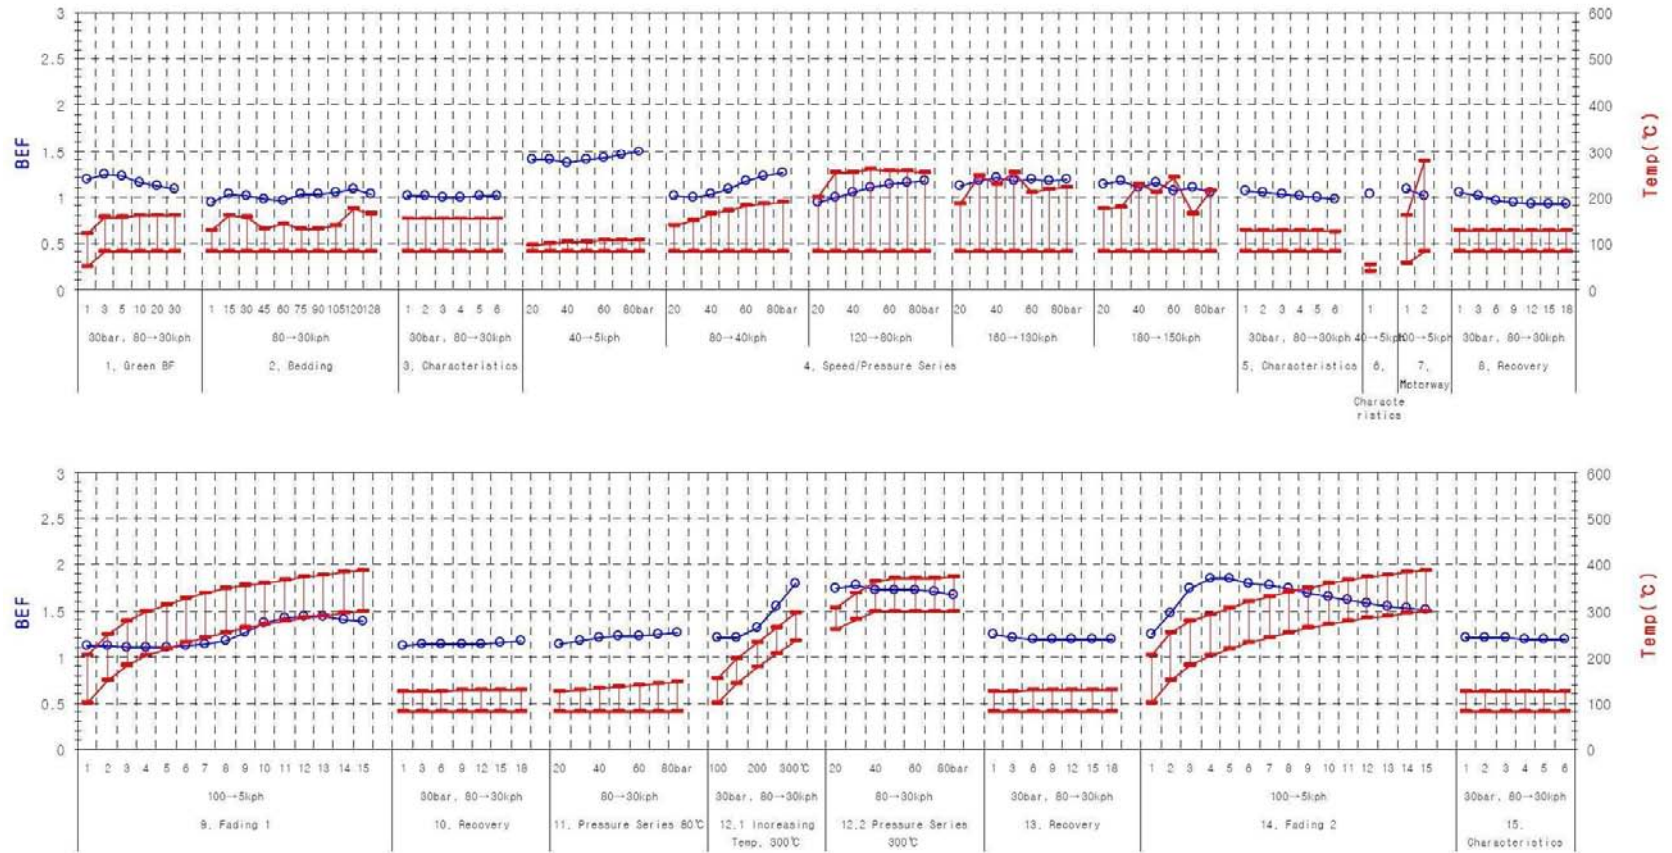 3 600
2.5 500
2 400
1.5 300
1 200
0.5 100
0 0
BEF
Temp(℃)
1 3 5 10 20 30 1 15 30 45 60 75 90 105 120 128 1 2 3 4 5 6 20 40 60 80bar 20 40 60 80bar 20 40 60 80bar 20 40 60 80bar 20 40 60 80bar 1 2 3 4 5 6 1 1 2 1 3 6 9 12 15 18
30bar, 80→30kph 80→30kph 30bar, 80→30kph 40→5kph 80→40kph 120→80kph 160→130kph 180→150kph 30bar, 80→30kph 40→5kph 100→5kph 30bar, 80→30kph
1. Green BF 2. Bedding 3. Characteristics 4. Speed/Pressure Series 5. Characteristics 6. 7. 8. Recovery
Motorway
Characte
ristics
3 600
2.5 500
2 400
1.5 300
1 200
0.5 100
0 0
BEF
Temp(℃)
1 2 3 4 5 6 7 8 9 10 11 12 13 14 15 1 3 6 9 12 15 18 20 40 60 80bar 100 200 300℃ 20 40 60 80bar 1 3 6 9 12 15 18 1 2 3 4 5 6 7 8 9 10 11 12 13 14 15 1 2 3 4 5 6
100→5kph 30bar, 80→30kph 80→30kph 30bar, 80→30kph 80→30kph 30bar, 80→30kph 100→5kph 30bar, 80→30kph
9. Fading 1 10. Recovery 11. Pressure Series 80℃ 12.1 Increasing 12.2 Pressure Series 13. Recovery 14. Fading 2 15.
Temp. 300℃ 300℃ Characteristics